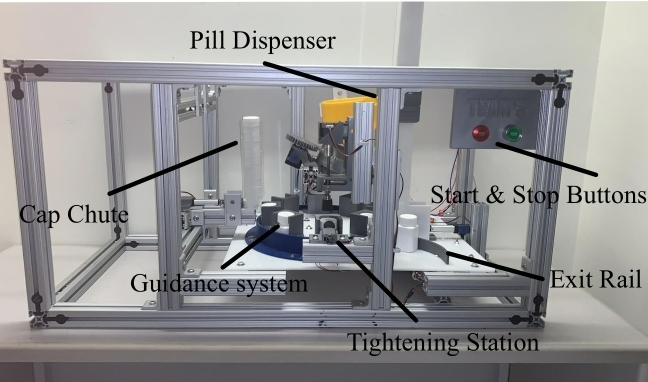 Pill Dispenser
Start & Stop Buttons
Cap Chute
Guidance system
Exit Rail
Tightening Station